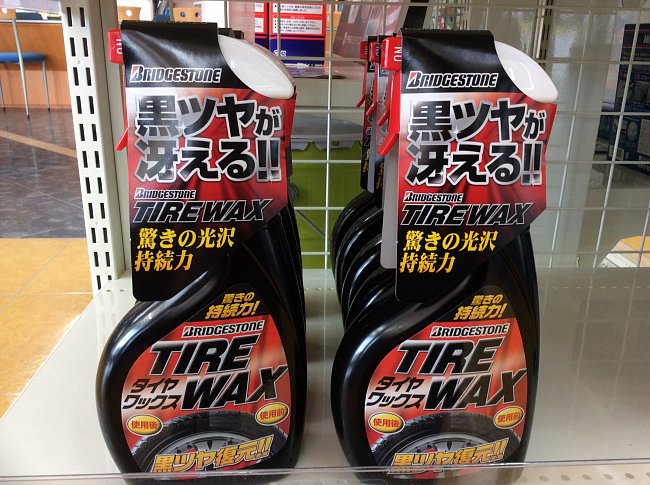 BRIDGESTONE
黒ツヤが
冴える!!
BRIDGESTONE
TIRE WAX
驚きの光沢
持続力
驚きの
持続力!
BRIDGESTONE
TIRE
WAX
タイヤ
ワックス
使用後
使用前
黒ツヤ復元!!
BRIDGESTONE
黒ツヤが
冴える!!
BRIDGESTONE
TIRE WAX
驚きの光沢
持続力
驚きの
持続力!
BRIDGESTONE
TIRE
WAX
タイヤ
ワックス
使用後
使用前
黒ツヤ復元!!